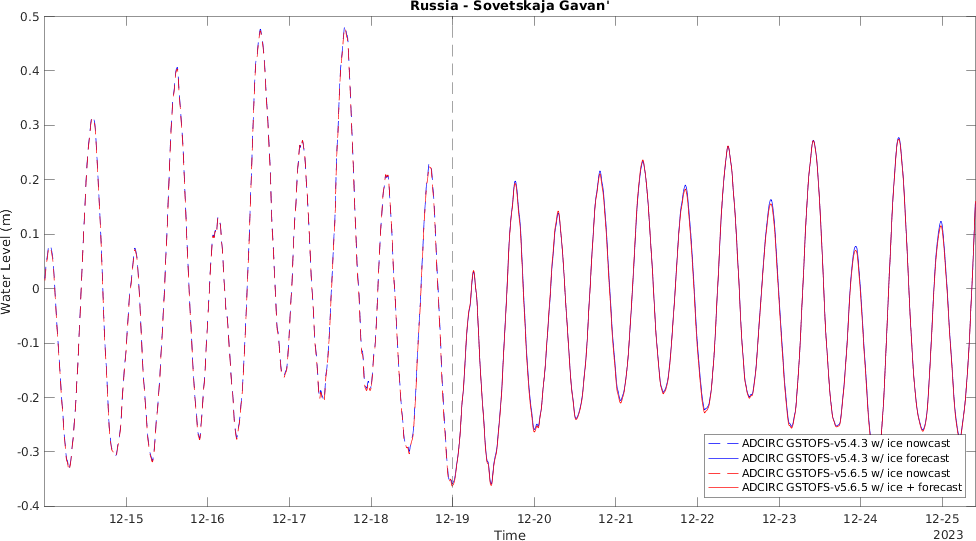 Russia - Sovetskaja Gavan'
0.5
0.4
0.3
0.2
0.1
0
-0.1
-0.2
-0.3
-0.4
Water Level (m)
ADCIRC GSTOFS-v5.4.3 w/ ice nowcast
ADCIRC GSTOFS-v5.4.3 w/ ice forecast
ADCIRC GSTOFS-v5.6.5 w/ ice nowcast
ADCIRC GSTOFS-v5.6.5 w/ ice + forecast
12-15 12-16 12-17 12-18 12-19 12-20 12-21 12-22 12-23 12-24 12-25
Time
2023